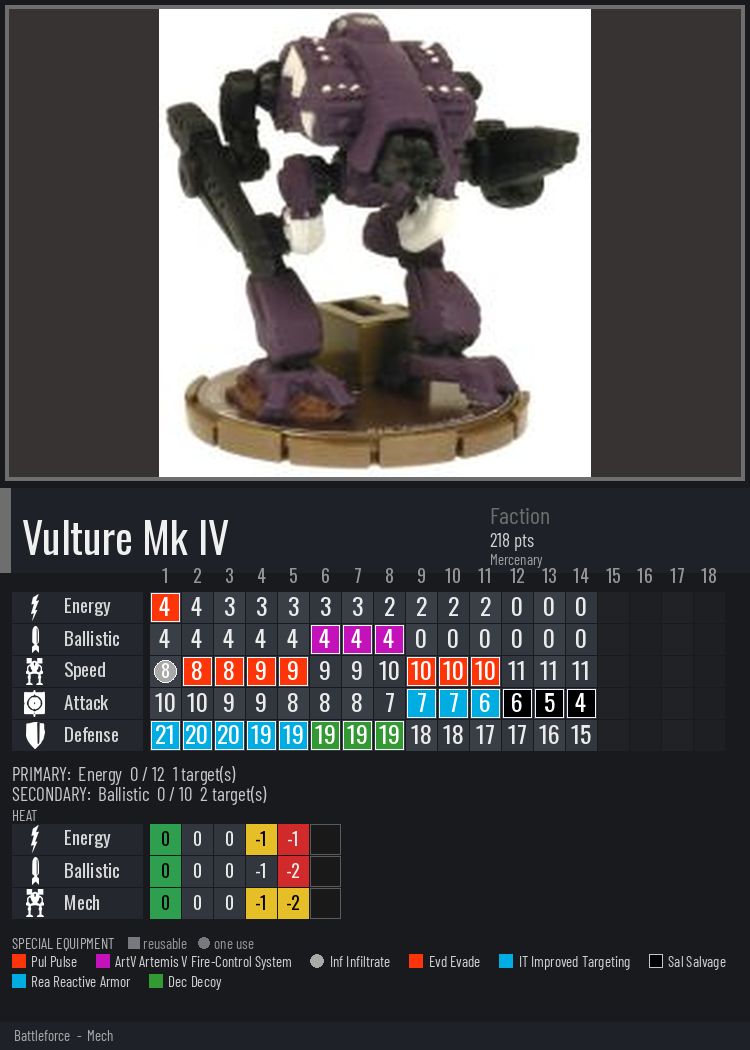 Vulture Mk IV
Faction
218 pts
Mercenary
1 2 3 4 5 6 7 8 9 10 11 12 13 14 15 16 17 18
Energy 4 4 3 3 3 3 3 2 2 2 2 0 0 0
Ballistic 4 4 4 4 4 4 4 4 0 0 0 0 0 0
Speed 8 8 8 9 9 9 9 10 10 10 10 11 11 11
Attack 10 10 9 9 8 8 8 7 7 7 6 6 5 4
Defense 21 20 20 19 19 19 19 19 18 18 17 17 16 15
PRIMARY: Energy 0 / 12 1 target(s)
SECONDARY: Ballistic 0 / 10 2 target(s)
HEAT
Energy 0 0 0 -1 -1
Ballistic 0 0 0 -1 -2
Mech 0 0 0 -1 -2
SPECIAL EQUIPMENT reusable one use
Pul Pulse ArtV Artemis V Fire-Control System Inf Infiltrate Evd Evade IT Improved Targeting Sal Salvage
Rea Reactive Armor Dec Decoy
Battleforce - Mech